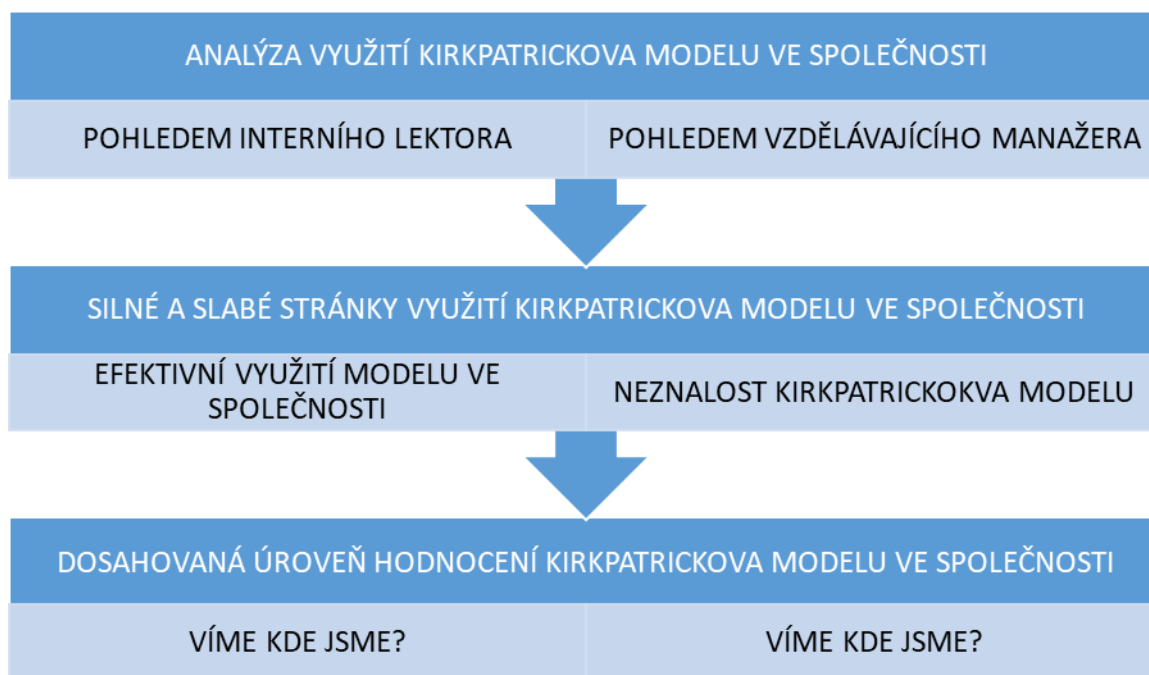 ANALÝZA VYUŽITÍ KIRKPATRICKOVA MODELU VE SPOLEČNOSTI
POHLEDEM INTERNÍHO LEKTORA
POHLEDEM VZDĚLÁVAJÍCÍHO MANAŽERA
SILNÉ A SLABÉ STRÁNKY VYUŽITÍ KIRKPATRICKOVA MODELU VE SPOLEČNOSTI
EFEKTIVNÍ VYUŽITÍ MODELU VE
SPOLEČNOSTI
NEZNALOST KIRKPATRICKOKVA MODELU
DOSAHOVANÁ ÚROVEŇ HODNOCENÍ KIRKPATRICKOVA MODELU VE SPOLEČNOSTI
VÍME KDE JSME?
VÍME KDE JSME?